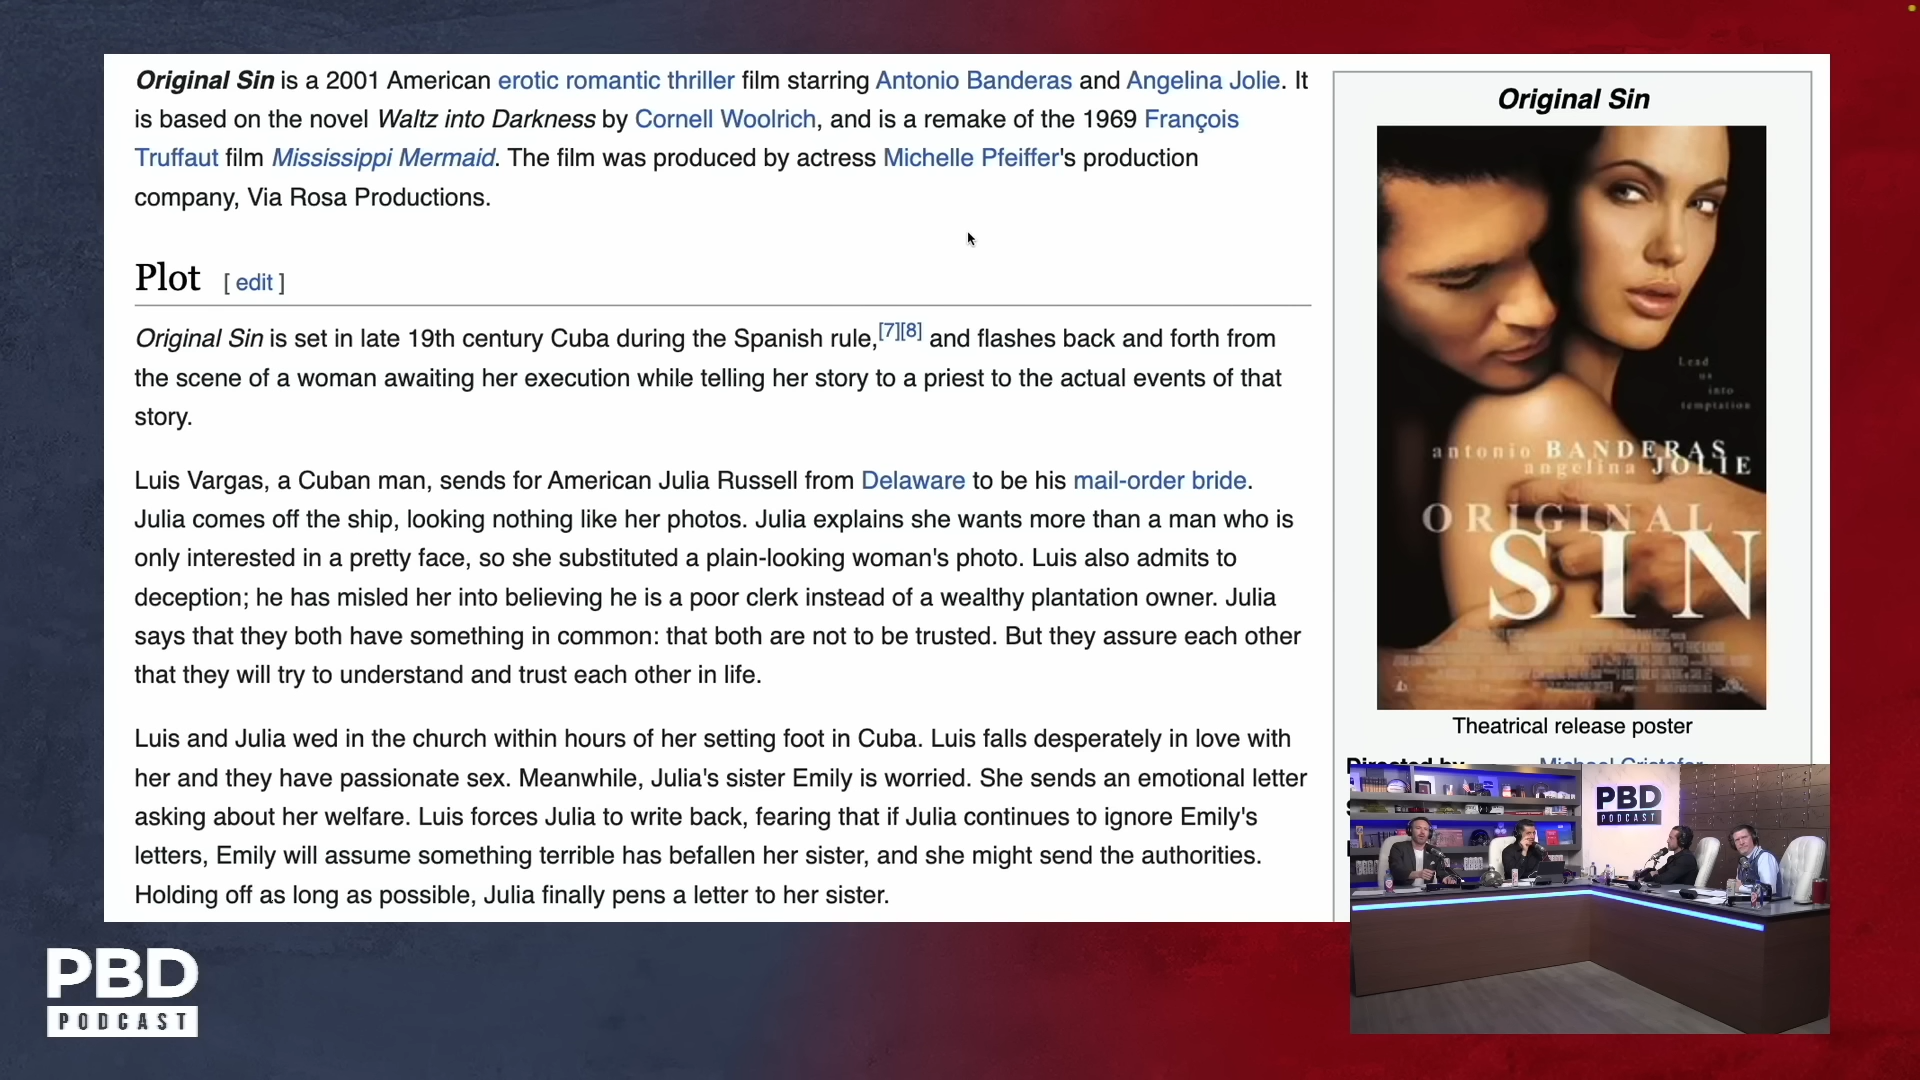 Original Sin is a 2001 American erotic romantic thriller film starring Antonio Banderas and Angelina Jolie. It
is based on the novel Waltz into Darkness by Cornell Woolrich, and is a remake of the 1969 François
Truffaut film Mississippi Mermaid. The film was produced by actress Michelle Pfeiffer's production
company, Via Rosa Productions.
Plot [ edit ]
Original Sin is set in late 19th century Cuba during the Spanish rule,[7][8] and flashes back and forth from
the scene of a woman awaiting her execution while telling her story to a priest to the actual events of that
story.
Luis Vargas, a Cuban man, sends for American Julia Russell from Delaware to be his mail-order bride.
Julia comes off the ship, looking nothing like her photos. Julia explains she wants more than a man who is
only interested in a pretty face, so she substituted a plain-looking woman's photo. Luis also admits to
deception; he has misled her into believing he is a poor clerk instead of a wealthy plantation owner. Julia
says that they both have something in common: that both are not to be trusted. But they assure each other
that they will try to understand and trust each other in life.
Luis and Julia wed in the church within hours of her setting foot in Cuba. Luis falls desperately in love with
her and they have passionate sex. Meanwhile, Julia's sister Emily is worried. She sends an emotional letter
asking about her welfare. Luis forces Julia to write back, fearing that if Julia continues to ignore Emily's
letters, Emily will assume something terrible has befallen her sister, and she might send the authorities.
Holding off as long as possible, Julia finally pens a letter to her sister.
Original Sin
Lead
us
into
temptation
antonio BANDERAS
angelina JOLIE
ORIGINAL
SIN
Theatrical release poster
Directed by Michael Cristofer
PBD
PODCAST
PBD
PODCAST